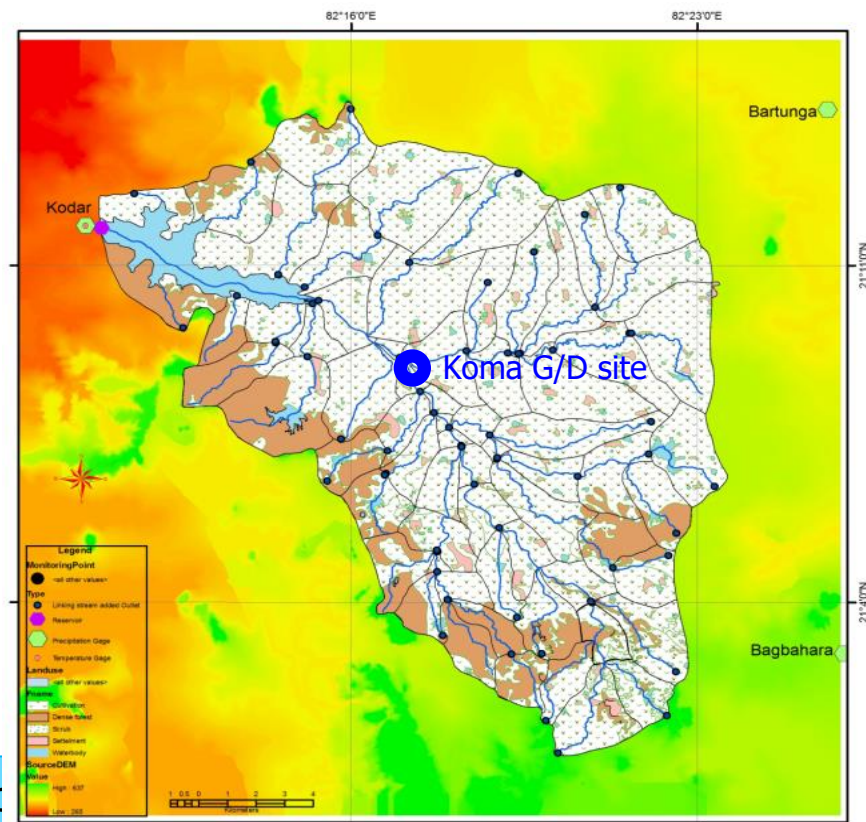 82°16'0"E
82°23'0"E
Bartunga
Kodar
21°11'0"N
Koma G/D site
21°4'0"N
Bagbahara
Legend
MonitoringPoint
<all other values>
Type
Linking stream added Outlet
Reservoir
Precipitation Gage
Temperature Gage
Landuse
<all other values>
Fname
Cultivation
Dense forest
Scrub
Settelment
Waterbody
SourceDEM
Value
High : 637
Low : 265
1 0.5 0 1 2 3 4
Kilometers